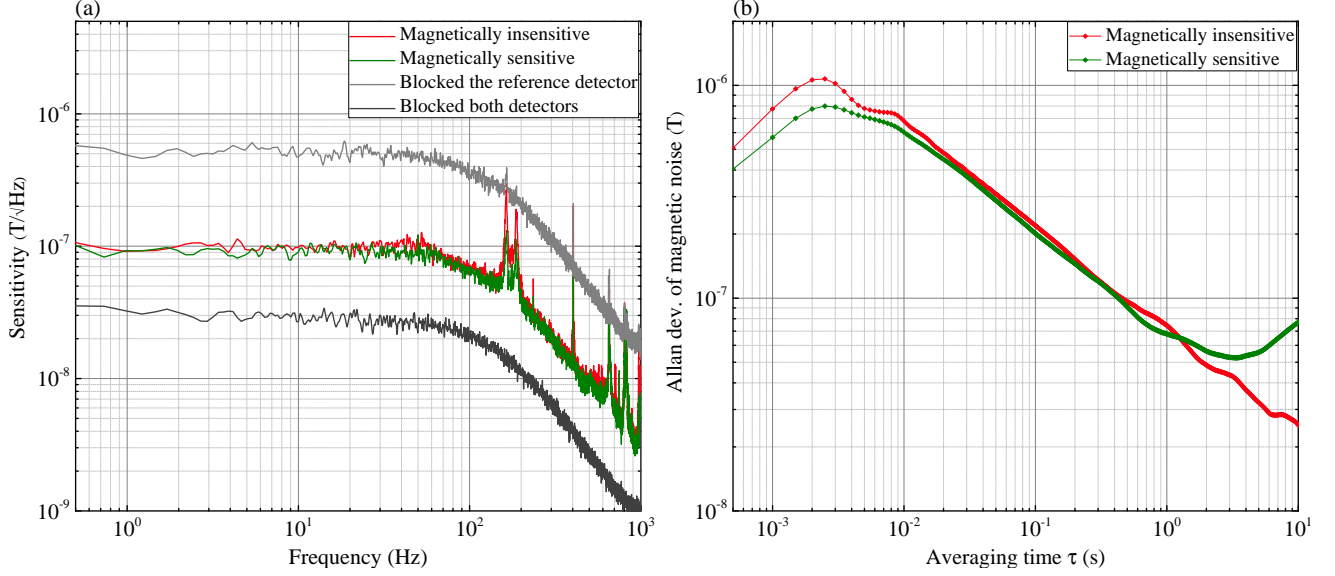 (a)
Magnetically insensitive
Magnetically sensitive
Blocked the reference detector
Blocked both detectors
10⁻⁶
10⁻⁷
10⁻⁸
10⁻⁹
Sensitivity (T/√Hz)
10⁰ 10¹ 10² 10³
Frequency (Hz)
(b)
Magnetically insensitive
Magnetically sensitive
10⁻⁶
10⁻⁷
10⁻⁸
Allan dev. of magnetic noise (T)
10⁻³ 10⁻² 10⁻¹ 10⁰ 10¹
Averaging time τ (s)